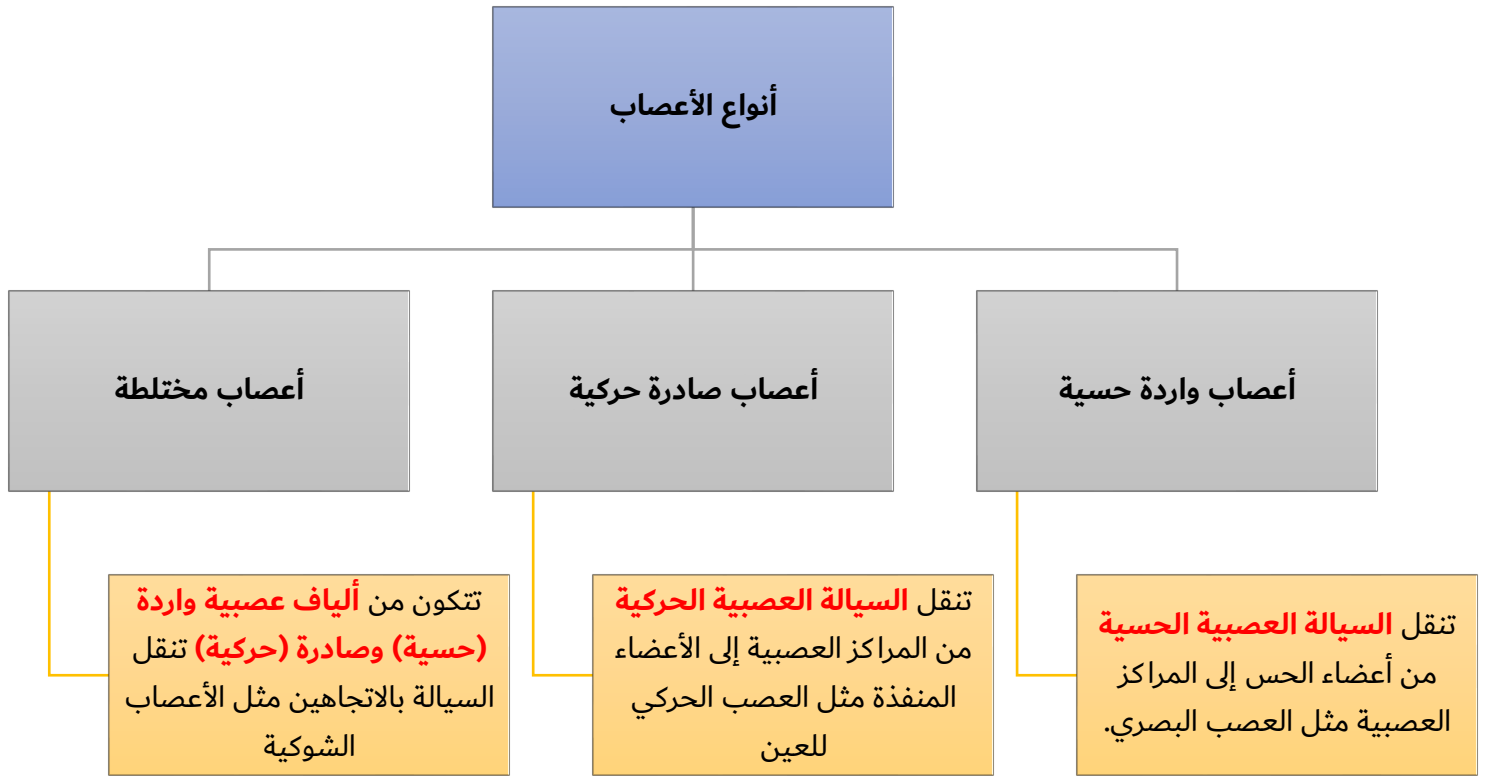 أنواع الأعصاب
أعصاب واردة حسية
أعصاب صادرة حركية
أعصاب مختلطة
تنقل السيالة العصبية الحسية
من أعضاء الحس إلى المراكز
العصبية مثل العصب البصري.
تنقل السيالة العصبية الحركية
من المراكز العصبية إلى الأعضاء
المنفذة مثل العصب الحركي
للعين
تتكون من ألياف عصبية واردة
(حسية) وصادرة (حركية) تنقل
السيالة بالاتجاهين مثل الأعصاب
الشوكية